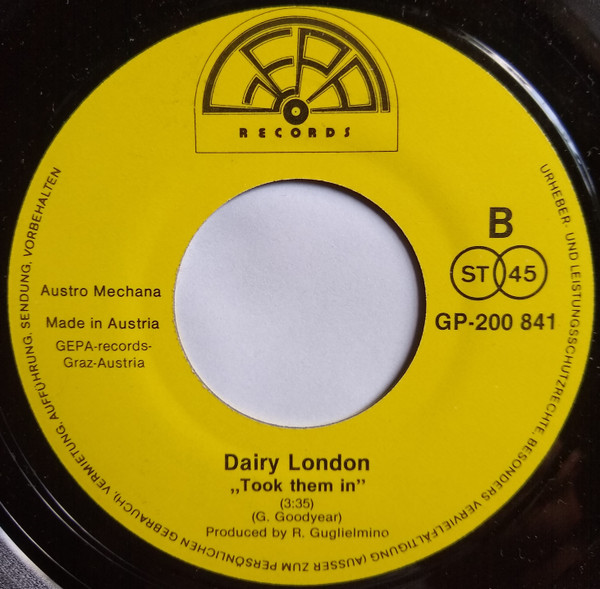 GEPA
RECORDS
B
ST 45
GP-200 841
Austro Mechana
Made in Austria
GEPA-records-
Graz-Austria
Dairy London
„Took them in”
(3:35)
(G. Goodyear)
Produced by R. Guglielmino
URHEBER- UND LEISTUNGSSCHUTZRECHTE, BESONDERS VERVIELFÄLTIGUNG (AUSSER ZUM PERSÖNLICHEN GEBRAUCH), VERMIETUNG, AUFFÜHRUNG, SENDUNG, VORBEHALTEN